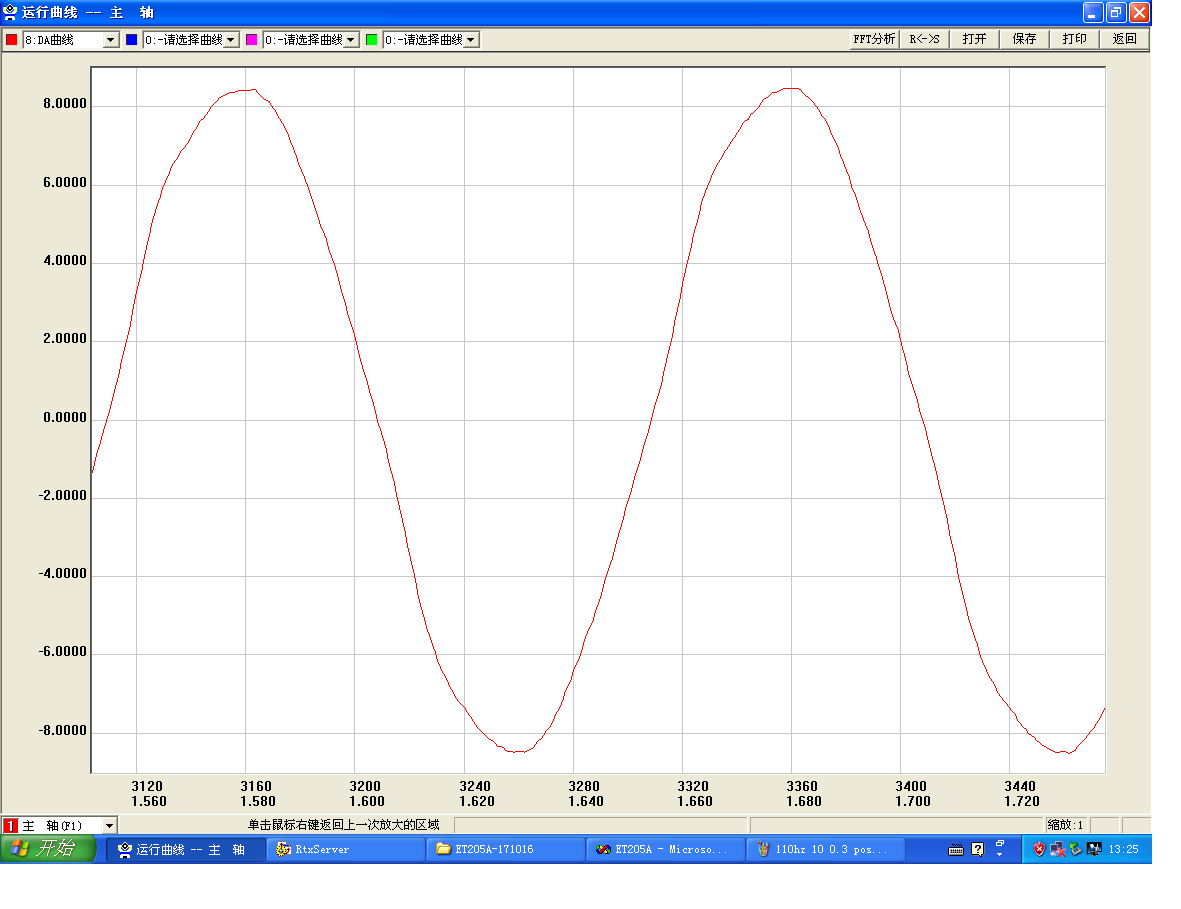 运行曲线 -- 主 轴
8:DA曲线 0:-请选择曲线 0:-请选择曲线 0:-请选择曲线 FFT分析 R<->S 打开 保存 打印 返回
8.0000
6.0000
4.0000
2.0000
0.0000
-2.0000
-4.0000
-6.0000
-8.0000
3120 3160 3200 3240 3280 3320 3360 3400 3440
1.560 1.580 1.600 1.620 1.640 1.660 1.680 1.700 1.720
1 主 轴(F1) 单击鼠标右键返回上一次放大的区域 缩放:1
开始 运行曲线 -- 主 轴 RtxServer ET205A-171016 ET205A - Microso... 110hz 10 0.3 pos... 13:25